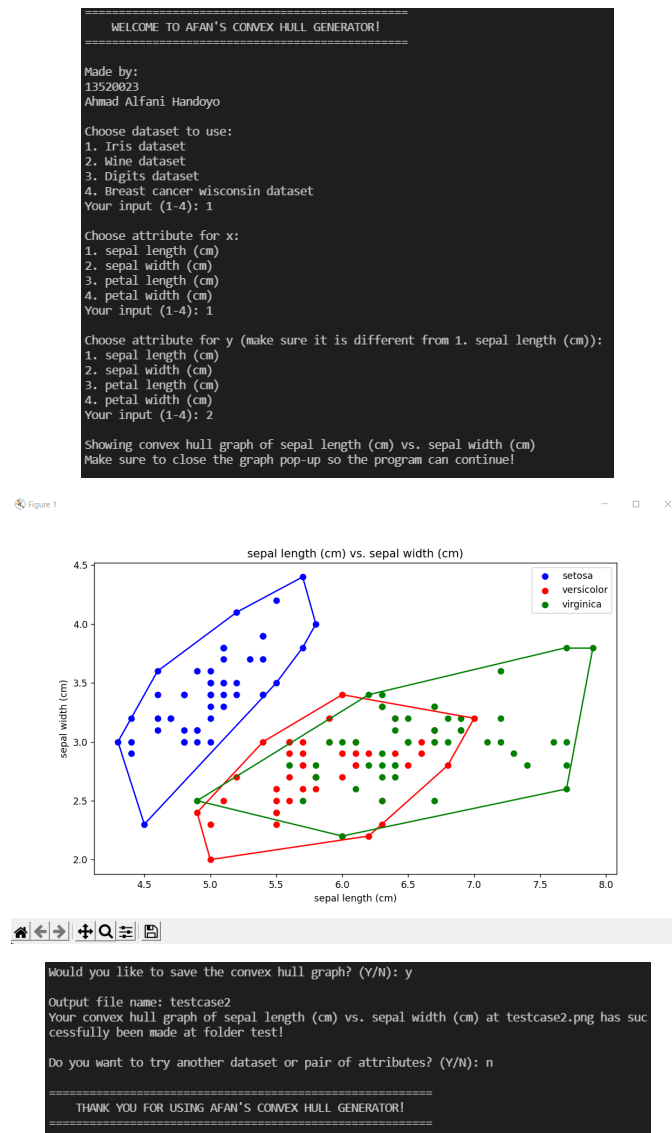 ================================================
WELCOME TO AFAN'S CONVEX HULL GENERATOR!
================================================
Made by:
13520023
Ahmad Alfani Handoyo
Choose dataset to use:
1. Iris dataset
2. Wine dataset
3. Digits dataset
4. Breast cancer wisconsin dataset
Your input (1-4): 1
Choose attribute for x:
1. sepal length (cm)
2. sepal width (cm)
3. petal length (cm)
4. petal width (cm)
Your input (1-4): 1
Choose attribute for y (make sure it is different from 1. sepal length (cm)):
1. sepal length (cm)
2. sepal width (cm)
3. petal length (cm)
4. petal width (cm)
Your input (1-4): 2
Showing convex hull graph of sepal length (cm) vs. sepal width (cm)
Make sure to close the graph pop-up so the program can continue!
Figure 1
sepal length (cm) vs. sepal width (cm)
setosa
versicolor
virginica
4.5
4.0
3.5
3.0
2.5
2.0
sepal width (cm)
4.5 5.0 5.5 6.0 6.5 7.0 7.5 8.0
sepal length (cm)
Would you like to save the convex hull graph? (Y/N): y
Output file name: testcase2
Your convex hull graph of sepal length (cm) vs. sepal width (cm) at testcase2.png has suc
cessfully been made at folder test!
Do you want to try another dataset or pair of attributes? (Y/N): n
=========================================================
THANK YOU FOR USING AFAN'S CONVEX HULL GENERATOR!
=========================================================